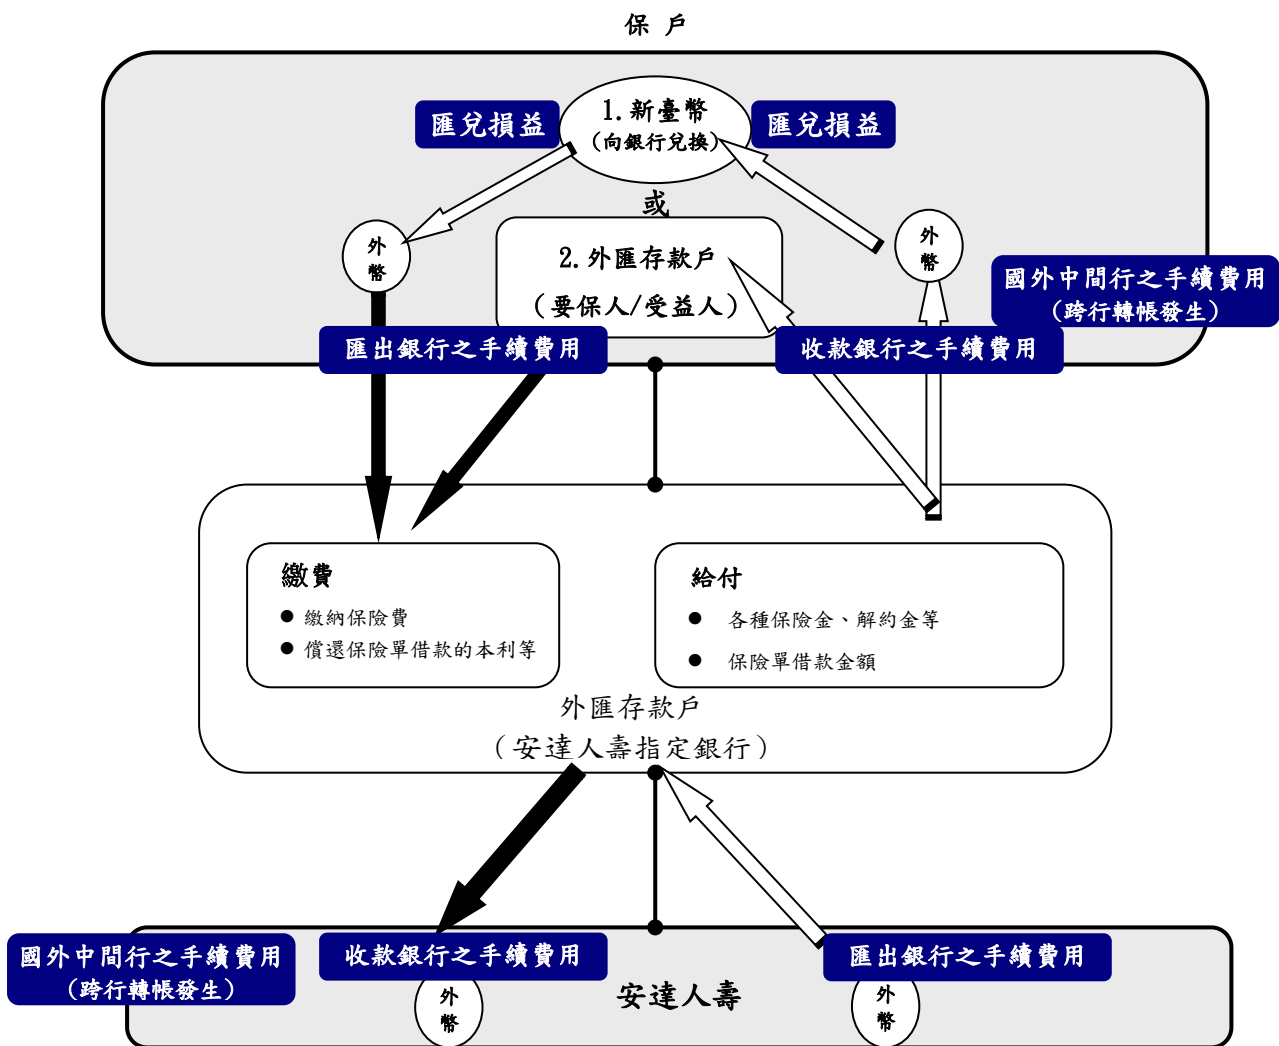 保 戶
匯兌損益
1.新臺幣
(向銀行兌換)
匯兌損益
或
外
幣
2.外匯存款戶
(要保人/受益人)
外
幣
國外中間行之手續費用
(跨行轉帳發生)
匯出銀行之手續費用
收款銀行之手續費用
繳費
● 繳納保險費
● 償還保險單借款的本利等
給付
● 各種保險金、解約金等
● 保險單借款金額
外匯存款戶
(安達人壽指定銀行)
國外中間行之手續費用
(跨行轉帳發生)
收款銀行之手續費用
匯出銀行之手續費用
外
幣
安達人壽
外
幣